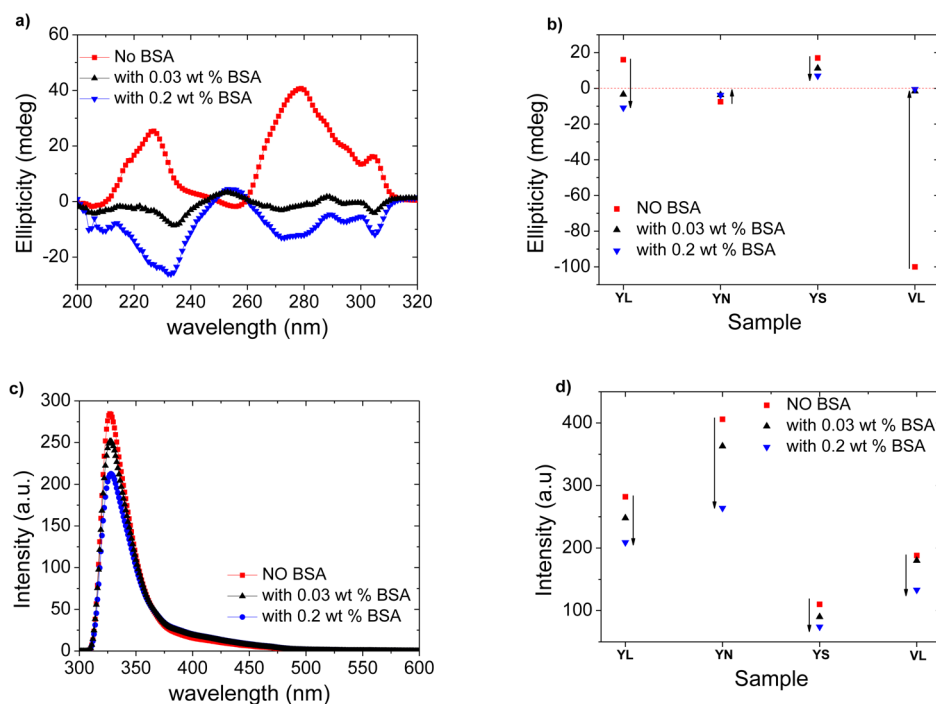 a)
No BSA
with 0.03 wt % BSA
with 0.2 wt % BSA
60
40
20
0
-20
Ellipticity (mdeg)
200 220 240 260 280 300 320
wavelength (nm)
b)
20
0
-20
-40
-60
-80
-100
Ellipticity (mdeg)
NO BSA
with 0.03 wt % BSA
with 0.2 wt % BSA
YL YN YS VL
Sample
c)
300
250
200
150
100
50
0
Intensity (a.u.)
NO BSA
with 0.03 wt % BSA
with 0.2 wt % BSA
300 350 400 450 500 550 600
wavelength (nm)
d)
400
300
200
100
Intensity (a.u)
NO BSA
with 0.03 wt % BSA
with 0.2 wt % BSA
YL YN YS VL
Sample